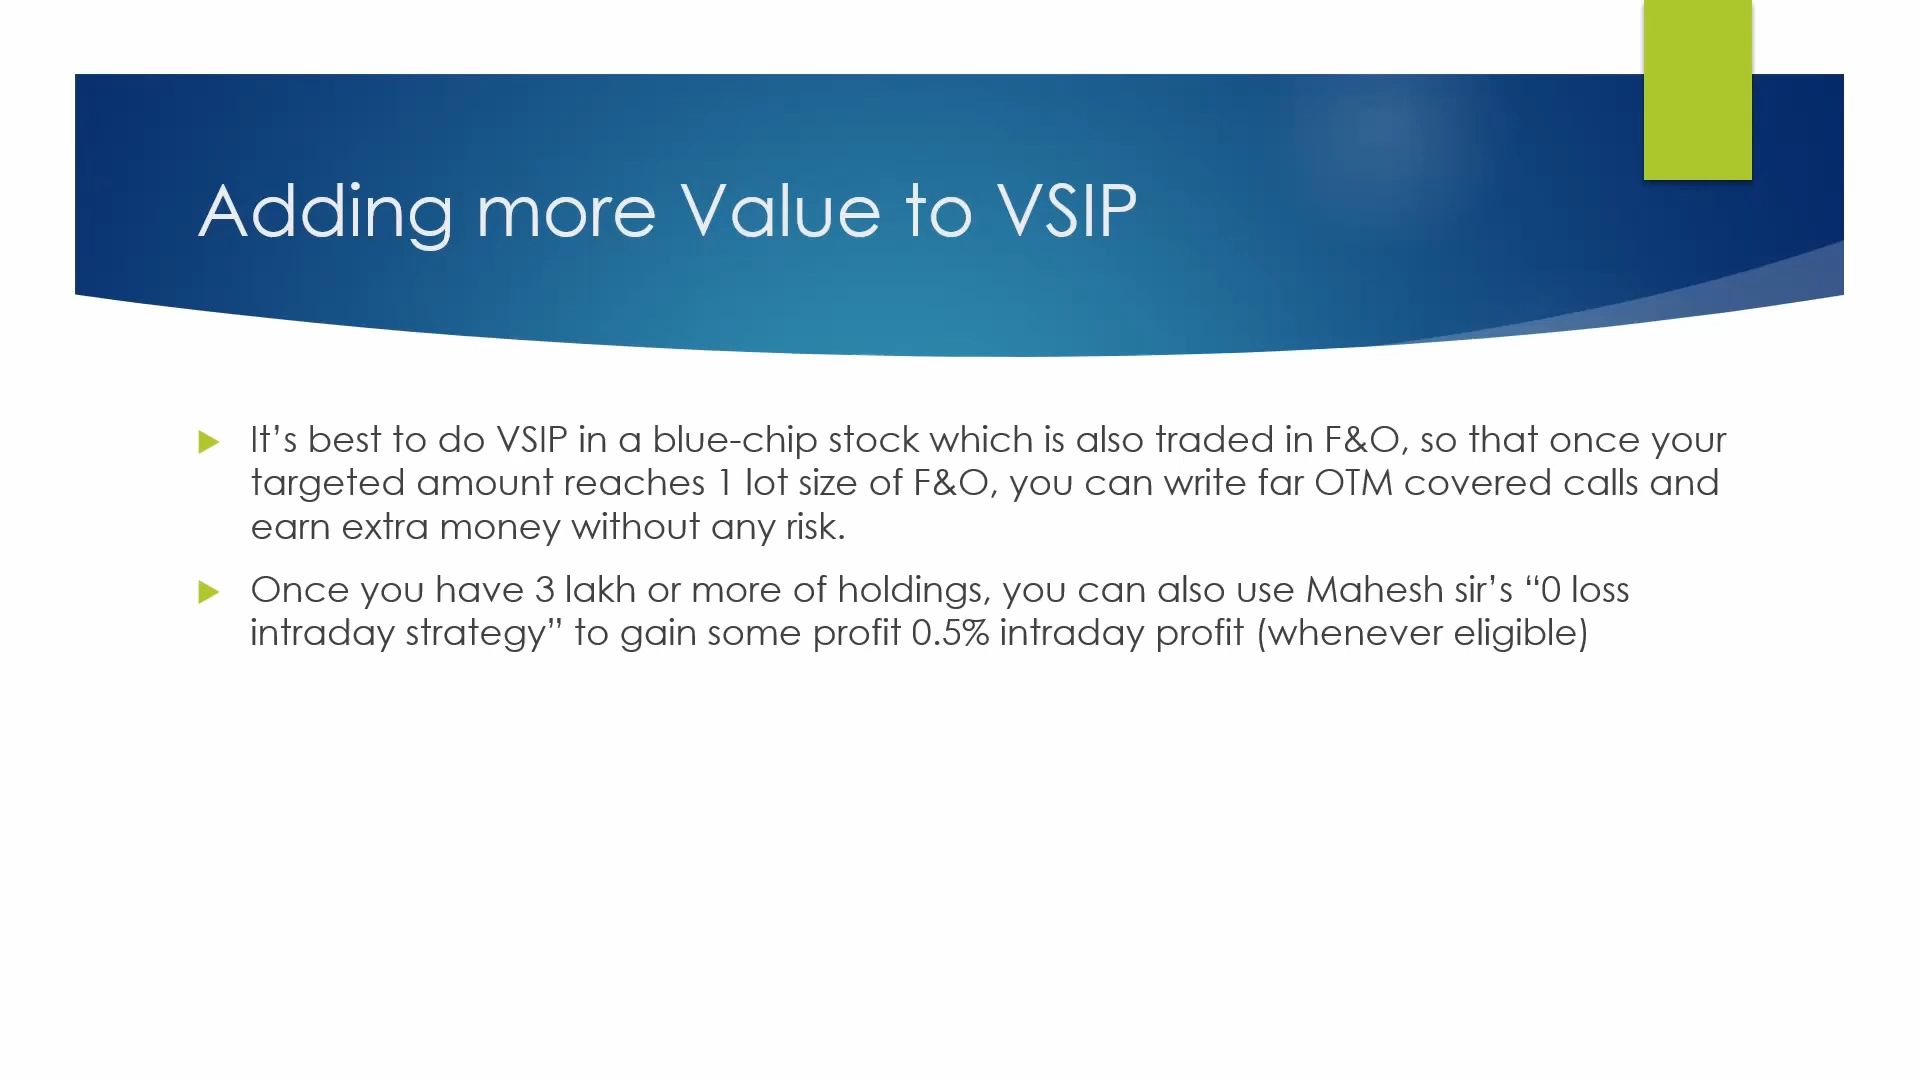 Adding more Value to VSIP
It’s best to do VSIP in a blue-chip stock which is also traded in F&O, so that once your
targeted amount reaches 1 lot size of F&O, you can write far OTM covered calls and
earn extra money without any risk.
Once you have 3 lakh or more of holdings, you can also use Mahesh sir’s “0 loss
intraday strategy” to gain some profit 0.5% intraday profit (whenever eligible)